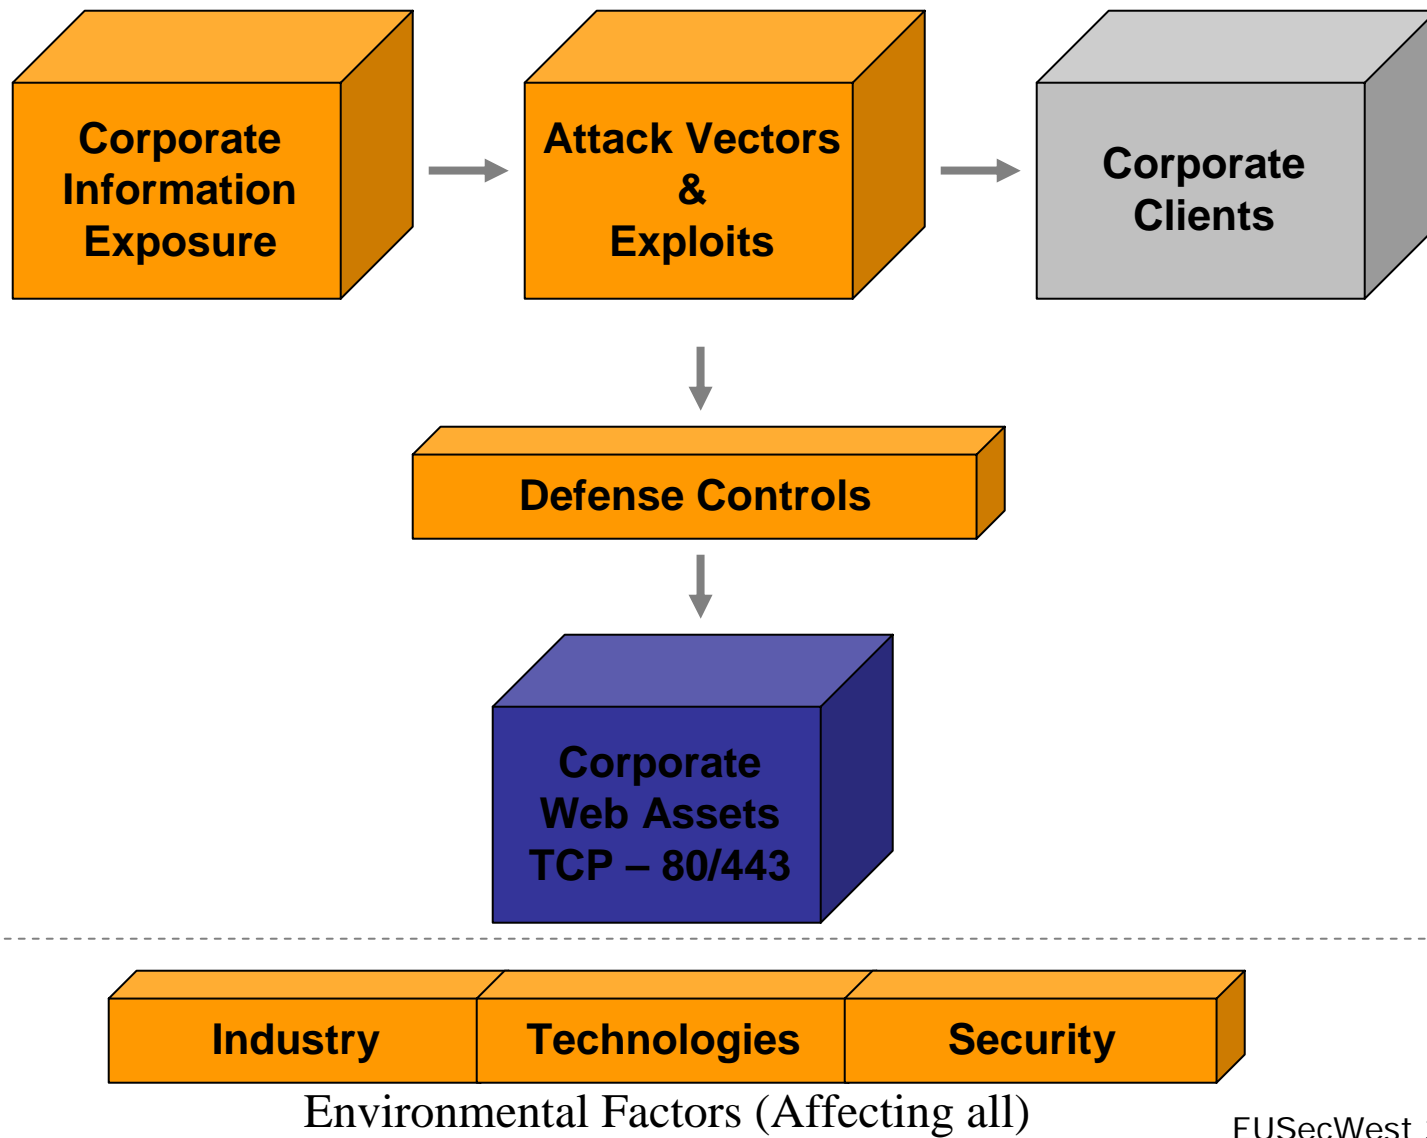 Corporate
Information
Exposure
Attack Vectors
&
Exploits
Corporate
Clients
Defense Controls
Corporate
Web Assets
TCP – 80/443
Industry
Technologies
Security
Environmental Factors (Affecting all)
EUSecWest